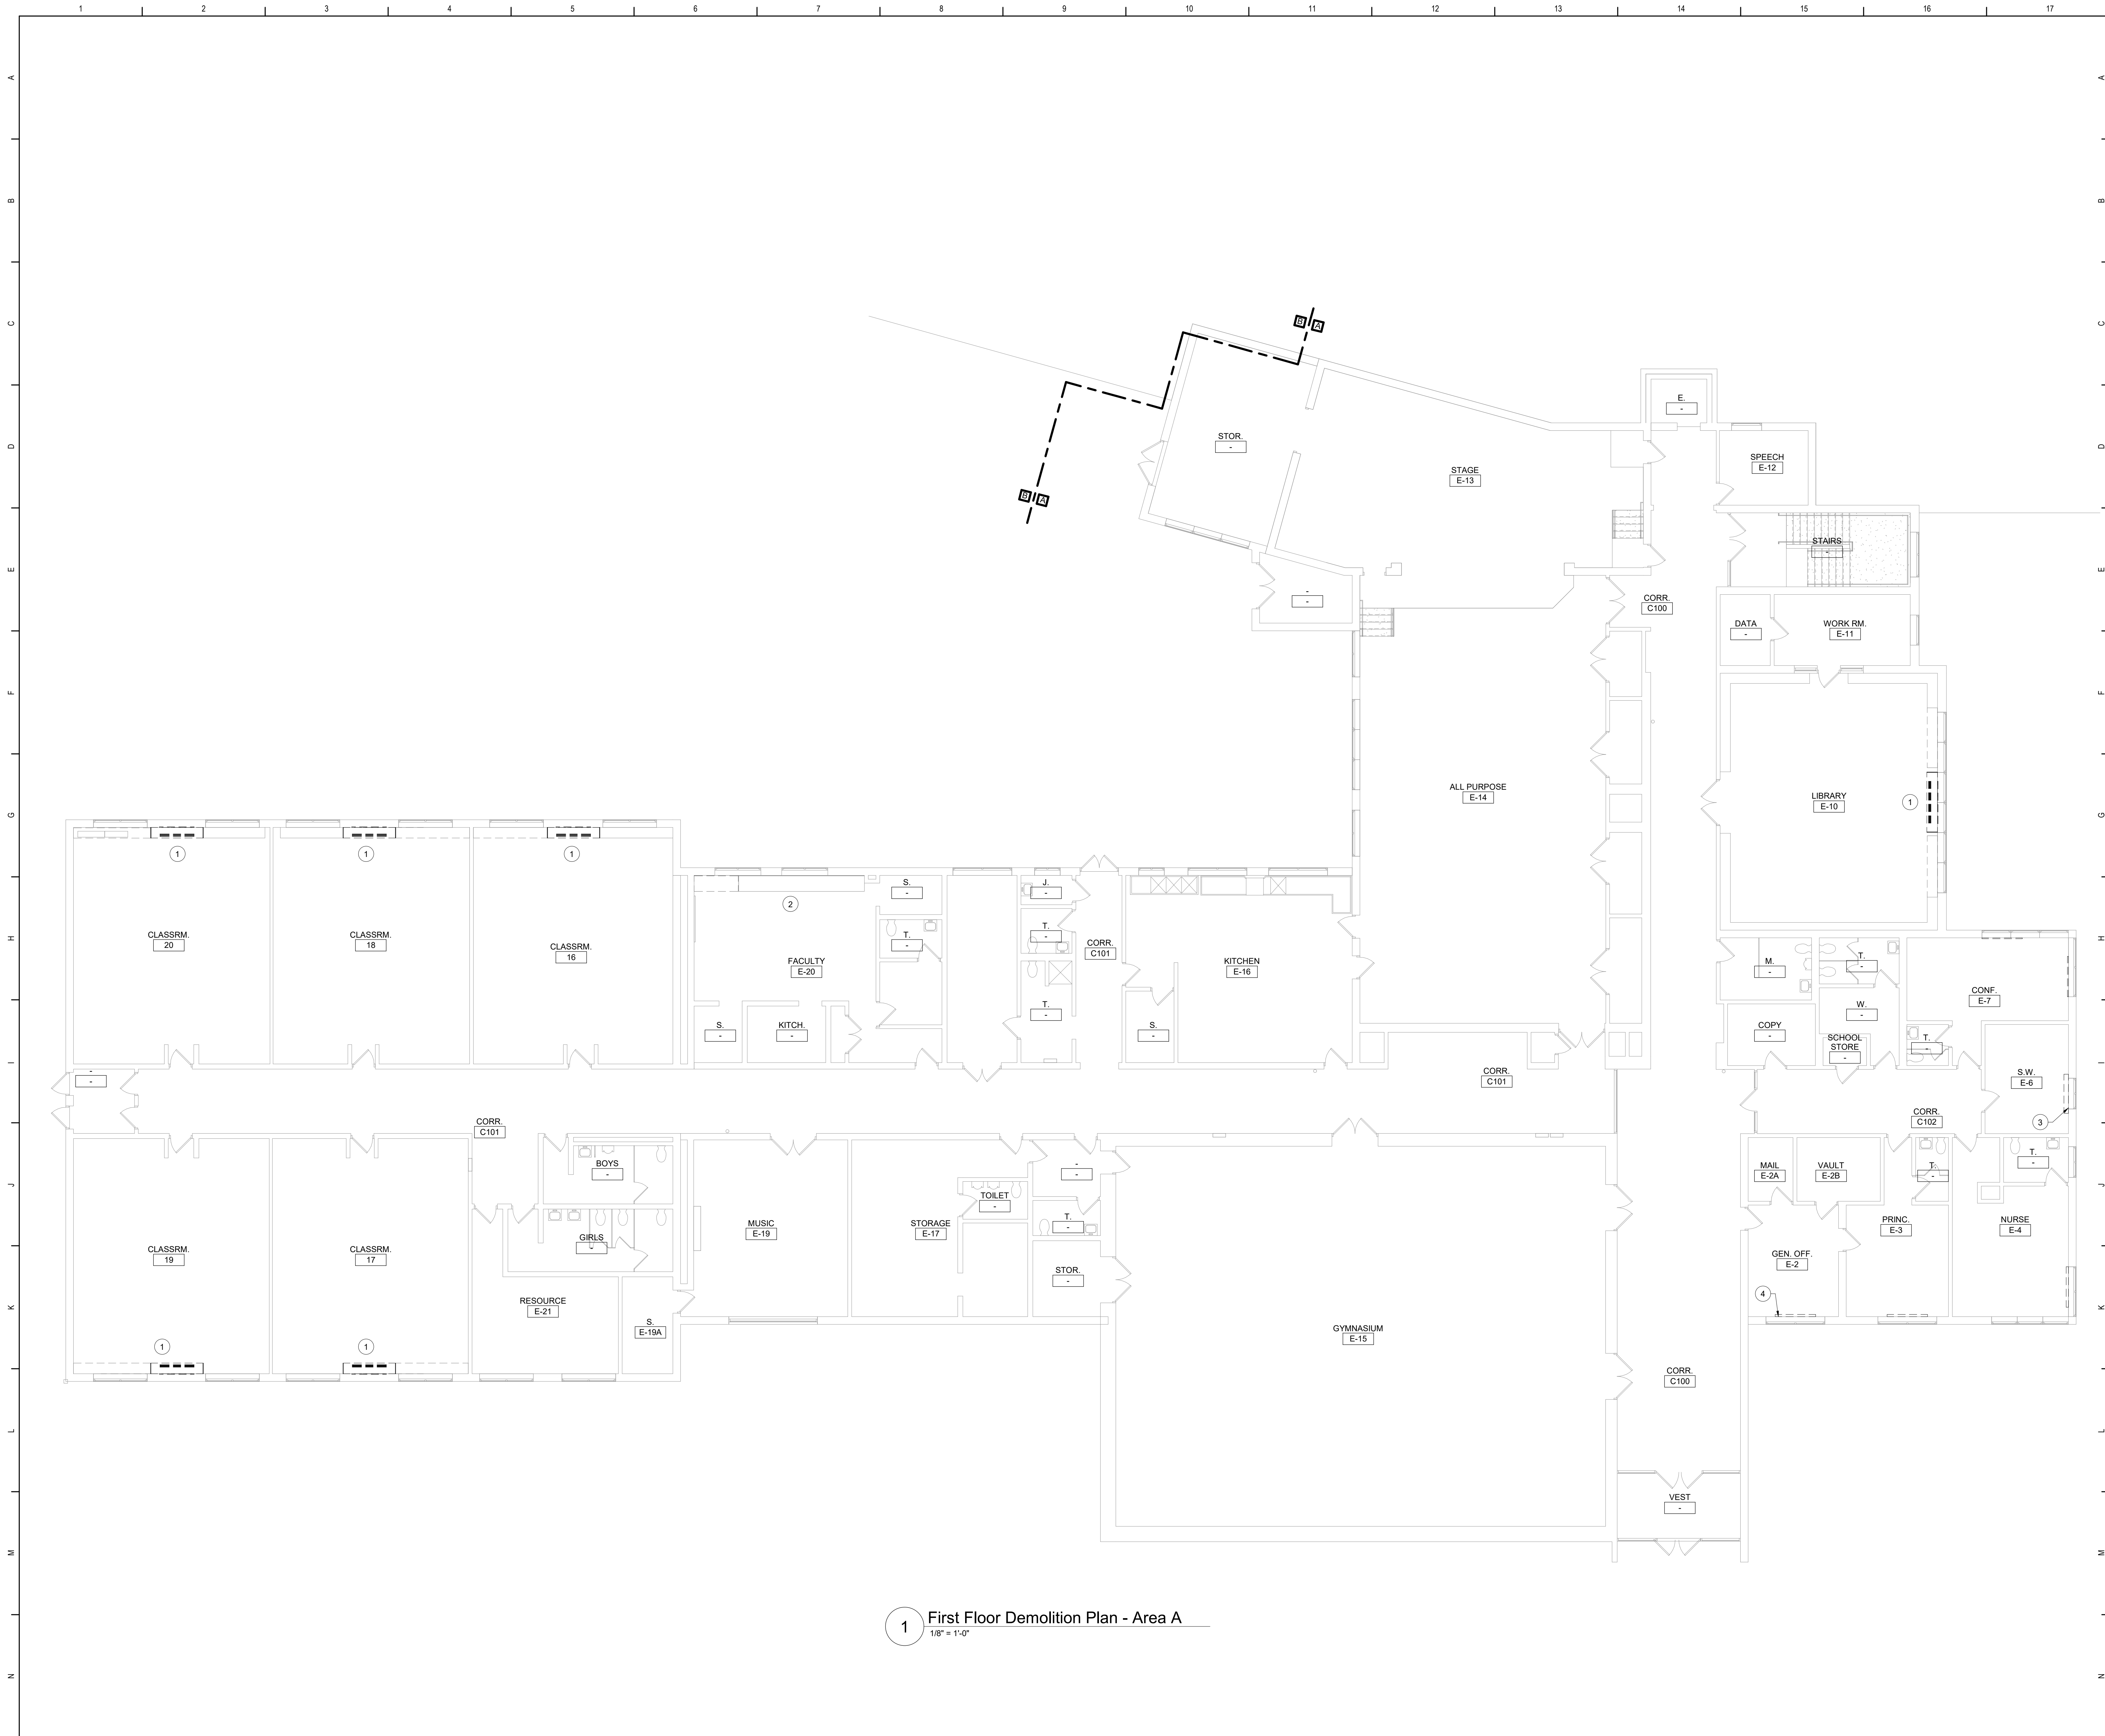 1 2 3 4 5 6 7 8 9 10 11 12 13 14 15 16 17
A A
B B
C C
B A
D D
E.
-
STOR.
-
SPEECH
E-12
STAGE
E-13
B A
E E
STAIRS
-
-
-
CORR.
C100
DATA
-
WORK RM.
E-11
F F
G G
ALL PURPOSE
E-14
LIBRARY
E-10
1
1
1
1
2
S.
-
J.
-
H H
CLASSRM.
20
CLASSRM.
18
CLASSRM.
16
T.
-
T.
-
CORR.
C101
FACULTY
E-20
KITCHEN
E-16
M.
-
T.
-
CONF.
E-7
T.
-
W.
-
S.
-
KITCH.
-
S.
-
COPY
-
SCHOOL
STORE
-
T.
-
I I
-
-
CORR.
C101
S.W.
E-6
CORR.
C101
CORR.
C102
3
BOYS
-
-
-
MAIL
E-2A
VAULT
E-2B
T.
-
T.
-
J J
TOILET
-
MUSIC
E-19
STORAGE
E-17
T.
-
PRINC.
E-3
NURSE
E-4
GIRLS
-
CLASSRM.
19
CLASSRM.
17
GEN. OFF.
E-2
STOR.
-
4
RESOURCE
E-21
K K
S.
E-19A
GYMNASIUM
E-15
1
1
CORR.
C100
L L
VEST
-
M M
1 First Floor Demolition Plan - Area A
1/8" = 1'-0"
N N